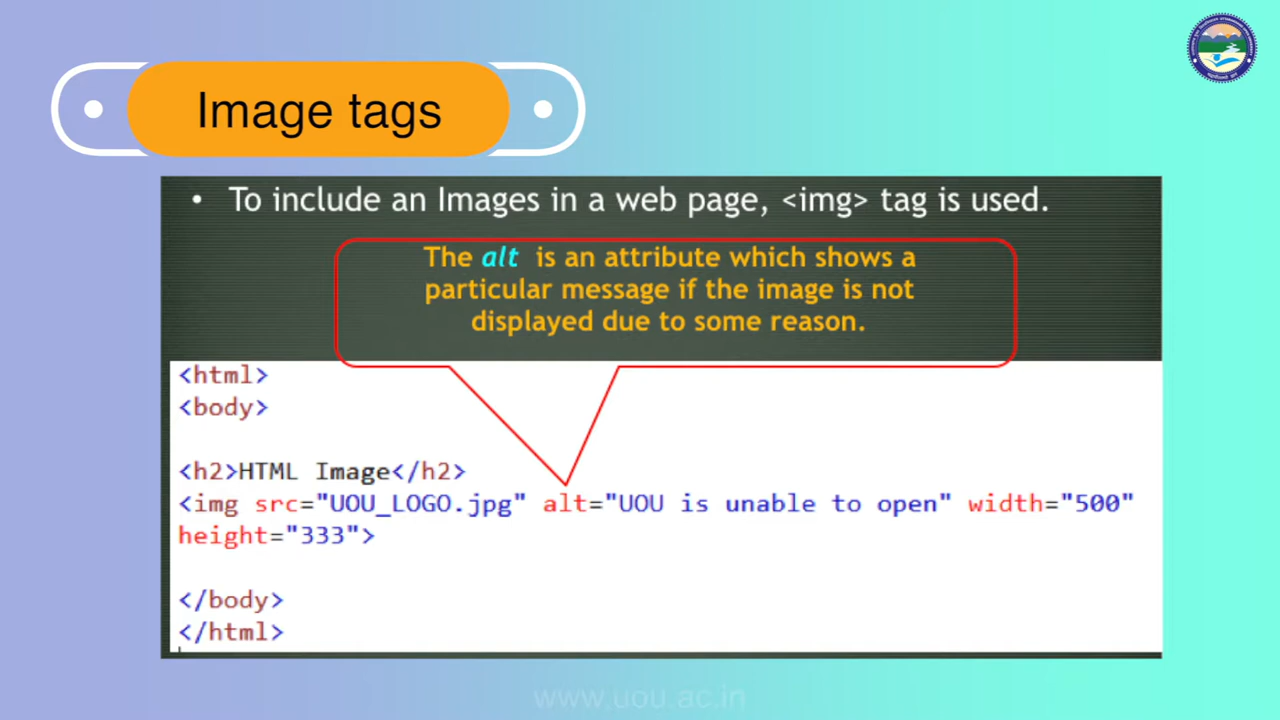 Image tags
• To include an Images in a web page, <img> tag is used.
The alt is an attribute which shows a
particular message if the image is not
displayed due to some reason.
<html>
<body>
<h2>HTML Image</h2>
<img src="UOU_LOGO.jpg" alt="UOU is unable to open" width="500"
height="333">
</body>
</html>
www.uou.ac.in